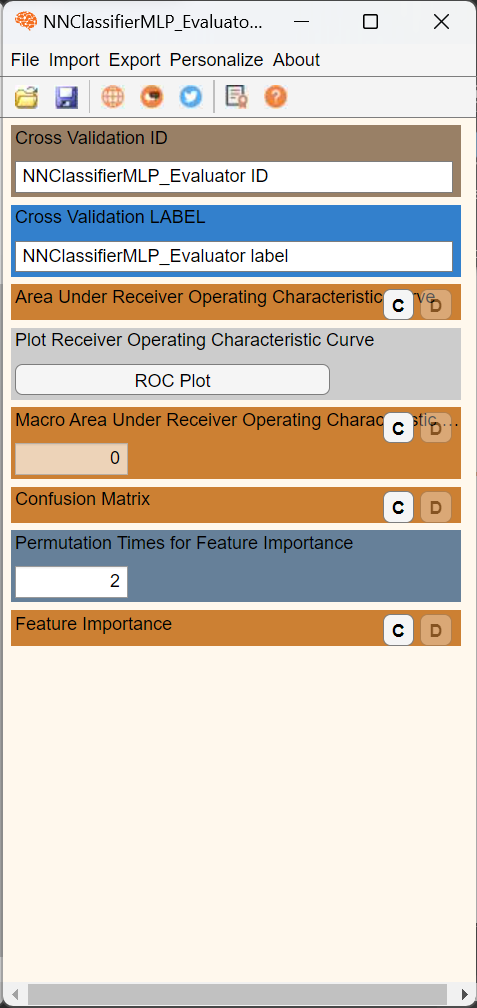 NNClassifierMLP_Evaluato...
File Import Export Personalize About
Cross Validation ID
NNClassifierMLP_Evaluator ID
Cross Validation LABEL
NNClassifierMLP_Evaluator label
Area Under Receiver Operating Characteristic C D
Plot Receiver Operating Characteristic Curve
ROC Plot
Macro Area Under Receiver Operating Characteristic ... C D
0
Confusion Matrix C D
Permutation Times for Feature Importance
2
Feature Importance C D